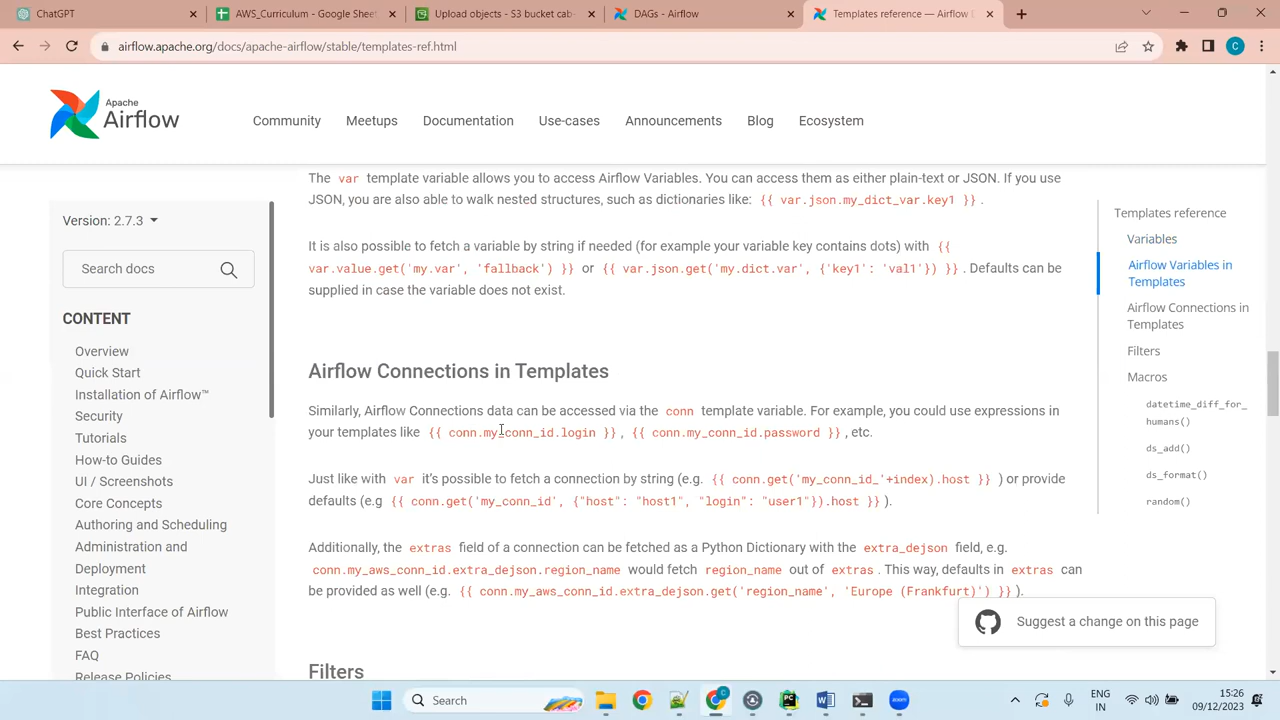 ChatGPT
AWS_Curriculum - Google Sheet
Upload objects - S3 bucket cab-
DAGs - Airflow
Templates reference — Airflow D
airflow.apache.org/docs/apache-airflow/stable/templates-ref.html
C
Apache
Airflow
Community
Meetups
Documentation
Use-cases
Announcements
Blog
Ecosystem
The var template variable allows you to access Airflow Variables. You can access them as either plain-text or JSON. If you use
JSON, you are also able to walk nested structures, such as dictionaries like: {{ var.json.my_dict_var.key1 }}.
It is also possible to fetch a variable by string if needed (for example your variable key contains dots) with {{
var.value.get('my.var', 'fallback') }} or {{ var.json.get('my.dict.var', {'key1': 'val1'}) }}. Defaults can be
supplied in case the variable does not exist.
Airflow Connections in Templates
Similarly, Airflow Connections data can be accessed via the conn template variable. For example, you could use expressions in
your templates like {{ conn.my_conn_id.login }}, {{ conn.my_conn_id.password }}, etc.
Just like with var it's possible to fetch a connection by string (e.g. {{ conn.get('my_conn_id_'+index).host }} ) or provide
defaults (e.g {{ conn.get('my_conn_id', {"host": "host1", "login": "user1"}).host }}).
Additionally, the extras field of a connection can be fetched as a Python Dictionary with the extra_dejson field, e.g.
conn.my_aws_conn_id.extra_dejson.region_name would fetch region_name out of extras. This way, defaults in extras can
be provided as well (e.g. {{ conn.my_aws_conn_id.extra_dejson.get('region_name', 'Europe (Frankfurt)') }}).
Filters
Version: 2.7.3
Search docs
CONTENT
Overview
Quick Start
Installation of Airflow™
Security
Tutorials
How-to Guides
UI / Screenshots
Core Concepts
Authoring and Scheduling
Administration and
Deployment
Integration
Public Interface of Airflow
Best Practices
FAQ
Release Policies
Templates reference
Variables
Airflow Variables in
Templates
Airflow Connections in
Templates
Filters
Macros
datetime_diff_for_
humans()
ds_add()
ds_format()
random()
Suggest a change on this page
Search
ENG
IN
15:26
09/12/2023